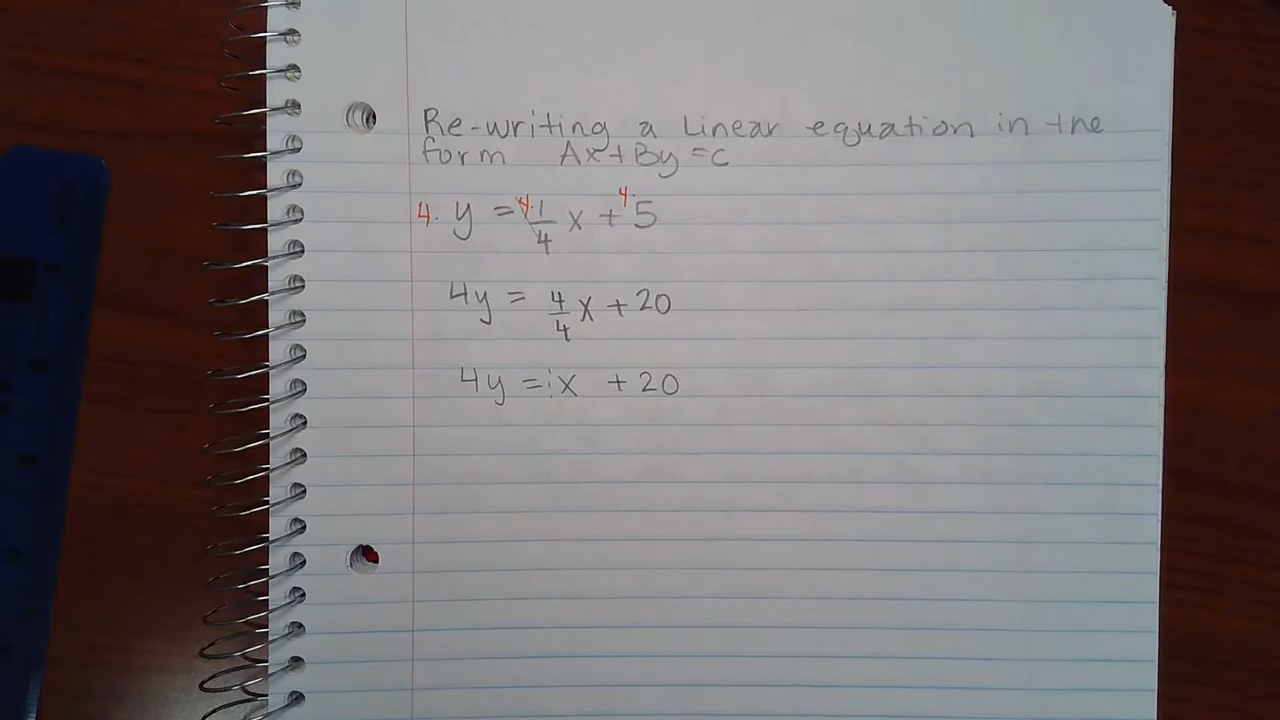 Re-writing a Linear equation in the
form Ax+By=C
4. y = 4. 1/4 x + 4. 5
4y = 4/4 x + 20
4y = 1x + 20